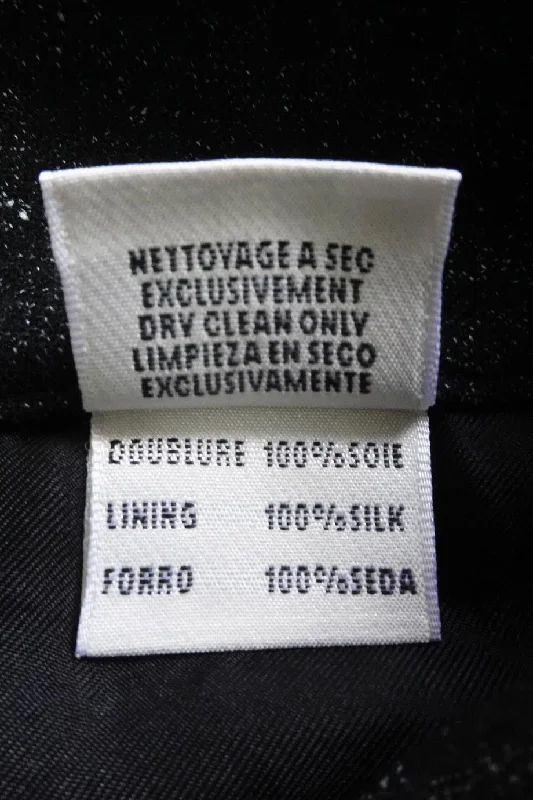 NETTOYAGE A SEC
EXCLUSIVEMENT
DRY CLEAN ONLY
LIMPIEZA EN SECO
EXCLUSIVAMENTE
DOUBLURE 100%SOIE
LINING 100%SILK
FORRO 100%SEDA